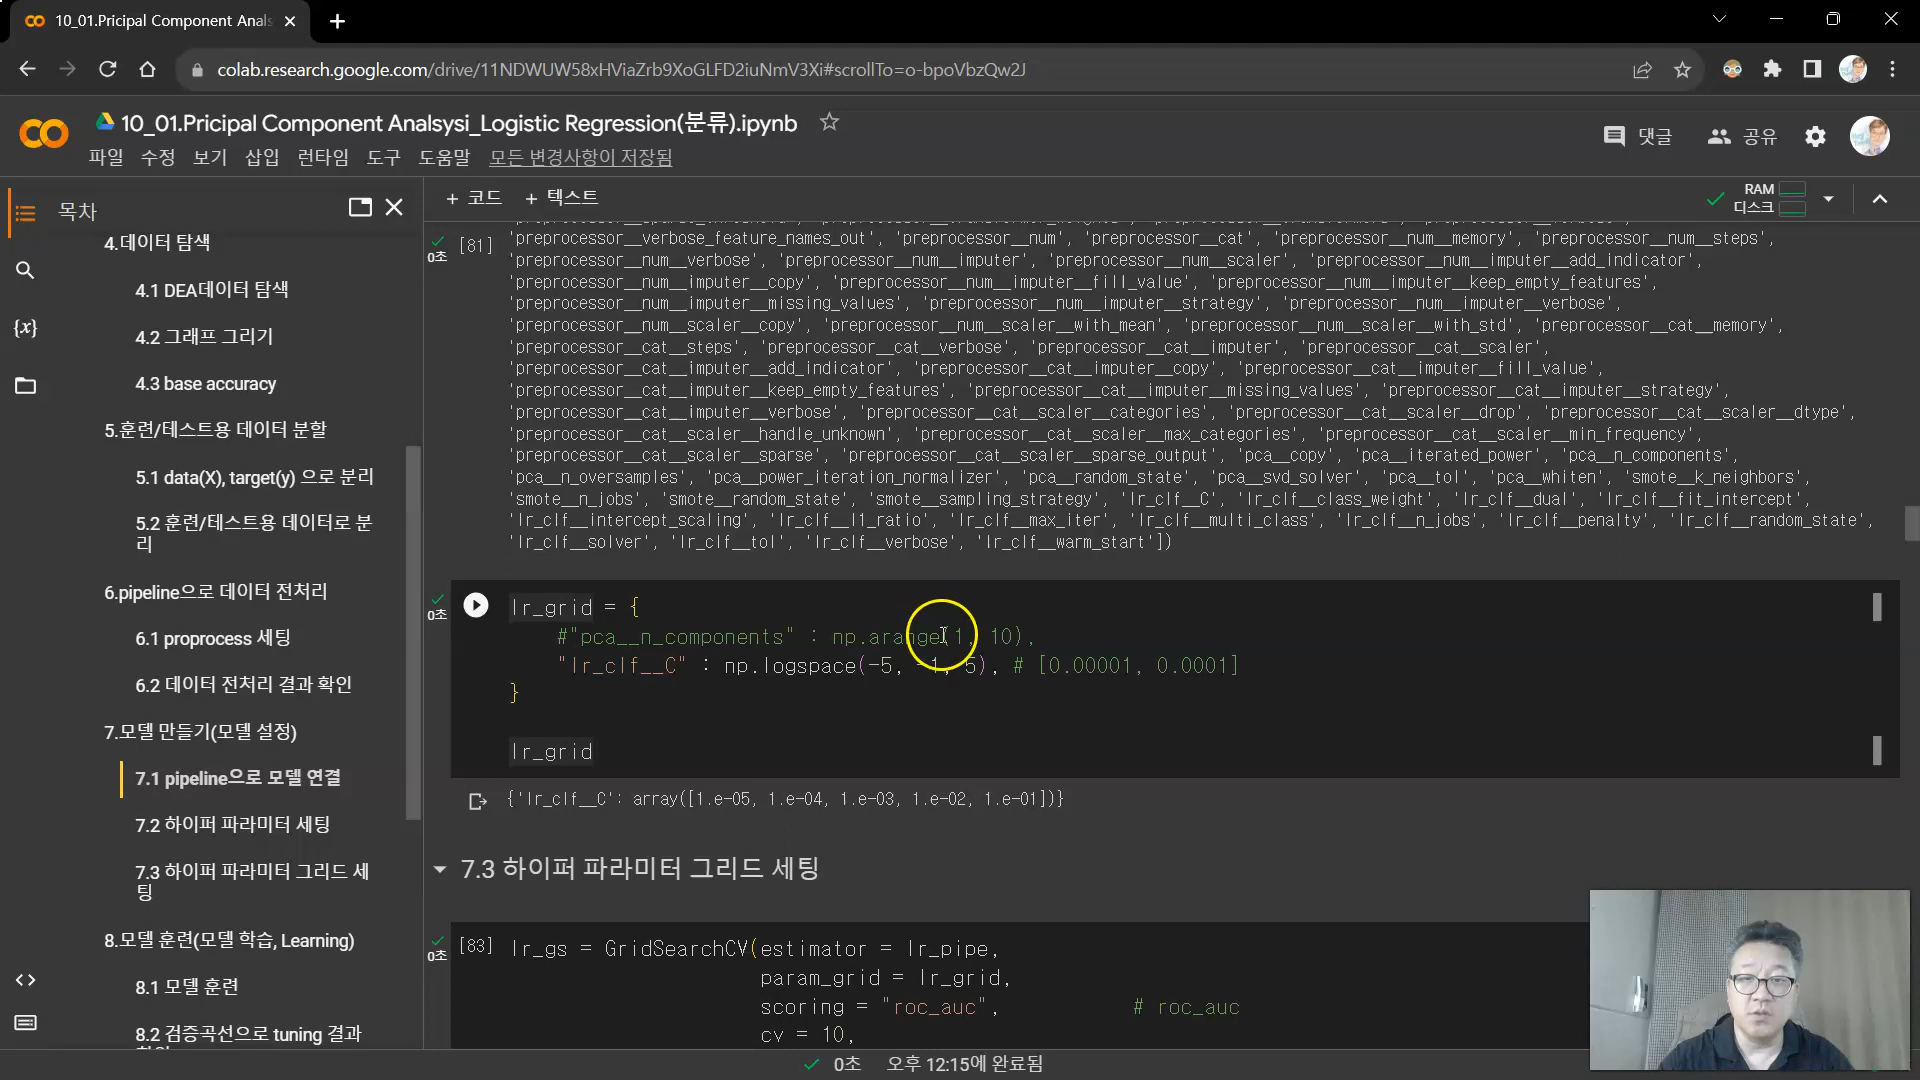 10_01.Pricipal Component Anals
colab.research.google.com/drive/11NDWUW58xHViaZrb9XoGLFD2iuNmV3Xi#scrollTo=o-bpoVbzQw2J
10_01.Pricipal Component Analsysi_Logistic Regression(분류).ipynb
댓글
공유
파일 수정 보기 삽입 런타임 도구 도움말 모든 변경사항이 저장됨
목차
+ 코드 + 텍스트
RAM
디스크
4.데이터 탐색
4.1 DEA데이터 탐색
4.2 그래프 그리기
4.3 base accuracy
5.훈련/테스트용 데이터 분할
5.1 data(X), target(y) 으로 분리
5.2 훈련/테스트용 데이터로 분
리
6.pipeline으로 데이터 전처리
6.1 proprocess 세팅
6.2 데이터 전처리 결과 확인
7.모델 만들기(모델 설정)
7.1 pipeline으로 모델 연결
7.2 하이퍼 파라미터 세팅
7.3 하이퍼 파라미터 그리드 세
팅
8.모델 훈련(모델 학습, Learning)
8.1 모델 훈련
8.2 검증곡선으로 tuning 결과
0초
[81]
'preprocessor__verbose_feature_names_out', 'preprocessor__num', 'preprocessor__cat', 'preprocessor__num__memory', 'preprocessor__num__steps',
'preprocessor__num__verbose', 'preprocessor__num__imputer', 'preprocessor__num__scaler', 'preprocessor__num__imputer__add_indicator',
'preprocessor__num__imputer__copy', 'preprocessor__num__imputer__fill_value', 'preprocessor__num__imputer__keep_empty_features',
'preprocessor__num__imputer__missing_values', 'preprocessor__num__imputer__strategy', 'preprocessor__num__imputer__verbose',
'preprocessor__num__scaler__copy', 'preprocessor__num__scaler__with_mean', 'preprocessor__num__scaler__with_std', 'preprocessor__cat__memory',
'preprocessor__cat__steps', 'preprocessor__cat__verbose', 'preprocessor__cat__imputer', 'preprocessor__cat__scaler',
'preprocessor__cat__imputer__add_indicator', 'preprocessor__cat__imputer__copy', 'preprocessor__cat__imputer__fill_value',
'preprocessor__cat__imputer__keep_empty_features', 'preprocessor__cat__imputer__missing_values', 'preprocessor__cat__imputer__strategy',
'preprocessor__cat__imputer__verbose', 'preprocessor__cat__scaler__categories', 'preprocessor__cat__scaler__drop', 'preprocessor__cat__scaler__dtype',
'preprocessor__cat__scaler__handle_unknown', 'preprocessor__cat__scaler__max_categories', 'preprocessor__cat__scaler__min_frequency',
'preprocessor__cat__scaler__sparse', 'preprocessor__cat__scaler__sparse_output', 'pca__copy', 'pca__iterated_power', 'pca__n_components',
'pca__n_oversamples', 'pca__power_iteration_normalizer', 'pca__random_state', 'pca__svd_solver', 'pca__tol', 'pca__whiten', 'smote__k_neighbors',
'smote__n_jobs', 'smote__random_state', 'smote__sampling_strategy', 'lr_clf__C', 'lr_clf__class_weight', 'lr_clf__dual', 'lr_clf__fit_intercept',
'lr_clf__intercept_scaling', 'lr_clf__l1_ratio', 'lr_clf__max_iter', 'lr_clf__multi_class', 'lr_clf__n_jobs', 'lr_clf__penalty', 'lr_clf__random_state',
'lr_clf__solver', 'lr_clf__tol', 'lr_clf__verbose', 'lr_clf__warm_start'])
0초
lr_grid = {
#"pca__n_components" : np.arange(1, 10),
"lr_clf__C" : np.logspace(-5, -1, 5), # [0.00001, 0.0001]
}
lr_grid
{'lr_clf__C': array([1.e-05, 1.e-04, 1.e-03, 1.e-02, 1.e-01])}
7.3 하이퍼 파라미터 그리드 세팅
0초
[83]
lr_gs = GridSearchCV(estimator = lr_pipe,
param_grid = lr_grid,
scoring = "roc_auc", # roc_auc
cv = 10,
0초 오후 12:15에 완료됨